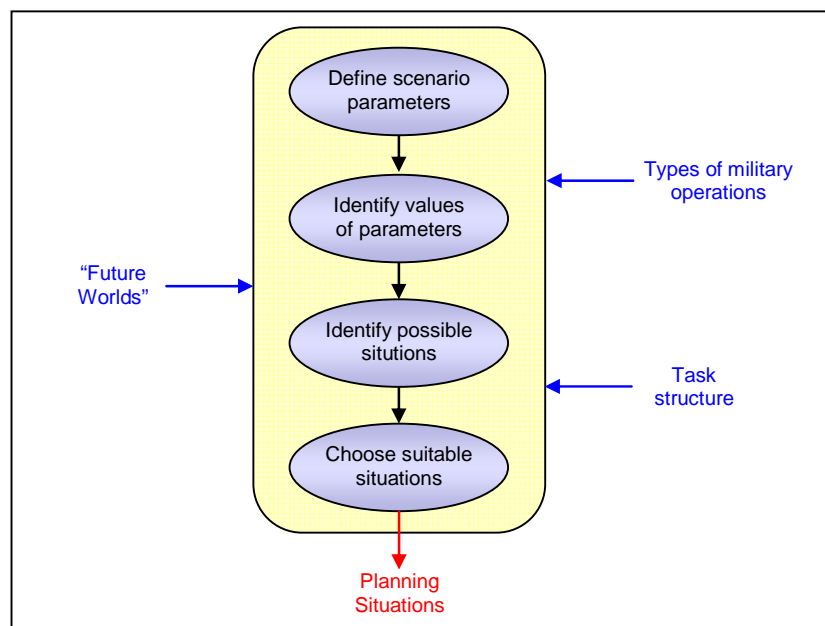 Define scenario
parameters
Types of military
operations
Identify values
of parameters
“Future
Worlds”
Identify possible
situtions
Task
structure
Choose suitable
situations
Planning
Situations